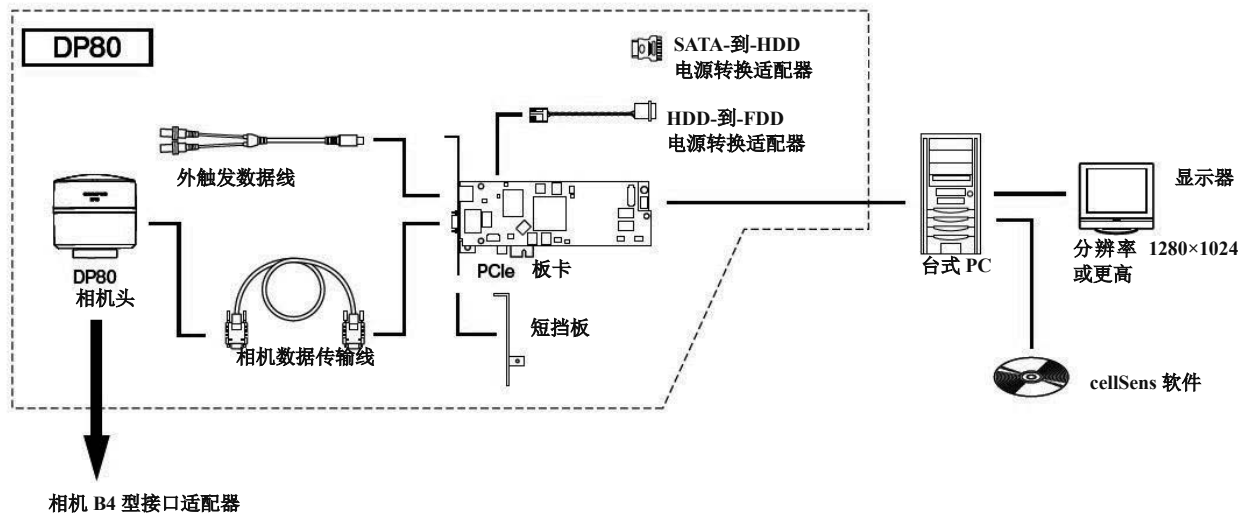 DP80
SATA-到-HDD
电源转换适配器
HDD-到-FDD
电源转换适配器
外触发数据线
DP80
相机头
PCIe 板卡
短挡板
相机数据传输线
台式 PC
显示器
分辨率 1280×1024
或更高
cellSens 软件
相机 B4 型接口适配器